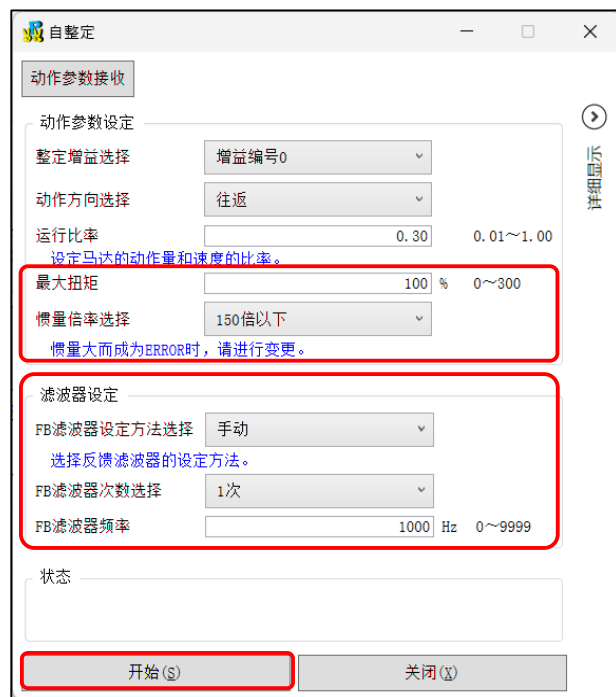 自整定
动作参数接收
动作参数设定
整定增益选择 增益编号0
动作方向选择 往返
运行比率 0.30 0.01～1.00
设定马达的动作量和速度的比率。
最大扭矩 100 % 0～300
惯量倍率选择 150倍以下
惯量大而成为ERROR时，请进行变更。
滤波器设定
FB滤波器设定方法选择 手动
选择反馈滤波器的设定方法。
FB滤波器次数选择 1次
FB滤波器频率 1000 Hz 0～9999
状态
开始(S) 关闭(X)
详细显示